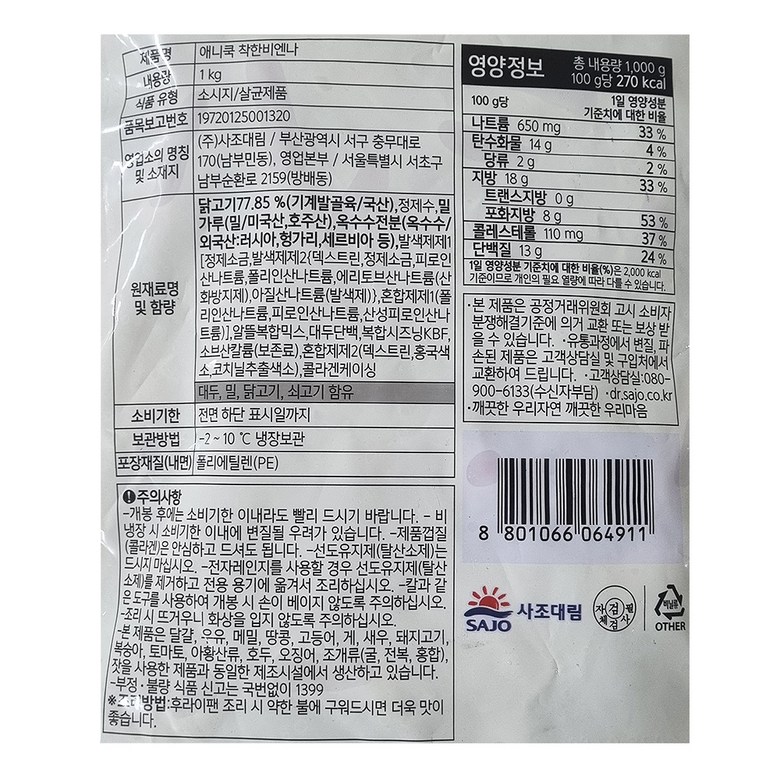 제품명 애니쿡 착한비엔나
내용량 1 kg
식품 유형 소시지/살균제품
품목보고번호 19720125001320
영업소의 명칭 및 소재지
(주)사조대림 / 부산광역시 서구 충무대로
170(남부민동), 영업본부 / 서울특별시 서초구
남부순환로 2159(방배동)
원재료명 및 함량
닭고기77.85 %(기계발골육/국산),정제수,밀
가루(밀/미국산,호주산),옥수수전분(옥수수/
외국산:러시아,헝가리,세르비아 등),발색제제1
[정제소금,발색제제2{덱스트린,정제소금,피로인
산나트륨,폴리인산나트륨,에리토브산나트륨(산
화방지제),아질산나트륨(발색제)},혼합제제1(폴
리인산나트륨,피로인산나트륨,산성피로인산나
트륨)],알뜰복합믹스,대두단백,복합시즈닝KBF,
소브산칼륨(보존료),혼합제제2(덱스트린,홍국색
소,코치닐추출색소),콜라겐케이싱
대두, 밀, 닭고기, 쇠고기 함유
소비기한 전면 하단 표시일까지
보관방법 -2~10 ℃ 냉장보관
포장재질(내면) 폴리에틸렌(PE)
❶주의사항
-개봉 후에는 소비기한 이내라도 빨리 드시기 바랍니다. - 비
냉장 시 소비기한 이내에 변질될 우려가 있습니다. -제품껍질
(콜라겐)은 안심하고 드셔도 됩니다. -선도유지제(탈산소제)는
드시지 마십시오. -전자레인지를 사용할 경우 선도유지제(탈산
소제)를 제거하고 전용 용기에 옮겨서 조리하십시오. -칼과 같
은 도구를 사용하여 개봉 시 손이 베이지 않도록 주의하십시오.
-조리 시 뜨거우니 화상을 입지 않도록 주의하십시오.
-본 제품은 달걀, 우유, 메밀, 땅콩, 고등어, 게, 새우, 돼지고기,
복숭아, 토마토, 아황산류, 호두, 오징어, 조개류(굴, 전복, 홍합),
잣을 사용한 제품과 동일한 제조시설에서 생산하고 있습니다.
-부정·불량 식품 신고는 국번없이 1399
※조리방법:후라이팬 조리 시 약한 불에 구워드시면 더욱 맛이
좋습니다.
영양정보 총 내용량 1,000 g
100 g당 270 kcal
100 g당 1일 영양성분
기준치에 대한 비율
나트륨 650 mg 33 %
탄수화물 14 g 4 %
당류 2 g 2 %
지방 18 g 33 %
트랜스지방 0 g
포화지방 8 g 53 %
콜레스테롤 110 mg 37 %
단백질 13 g 24 %
1일 영양성분 기준치에 대한 비율(%)은 2,000 kcal
기준이므로 개인의 필요 열량에 따라 다를 수 있습니다.
·본 제품은 공정거래위원회 고시 소비자
분쟁해결기준에 의거 교환 또는 보상 받
을 수 있습니다. ·유통과정에서 변질, 파
손된 제품은 고객상담실 및 구입처에서
교환하여 드립니다. ·고객상담실:080-
900-6133(수신자부담) ·dr.sajo.co.kr
·깨끗한 우리자연 깨끗한 우리마음
8 801066 064911
SAJO 사조대림
자체 검검 필사
비닐류
OTHER